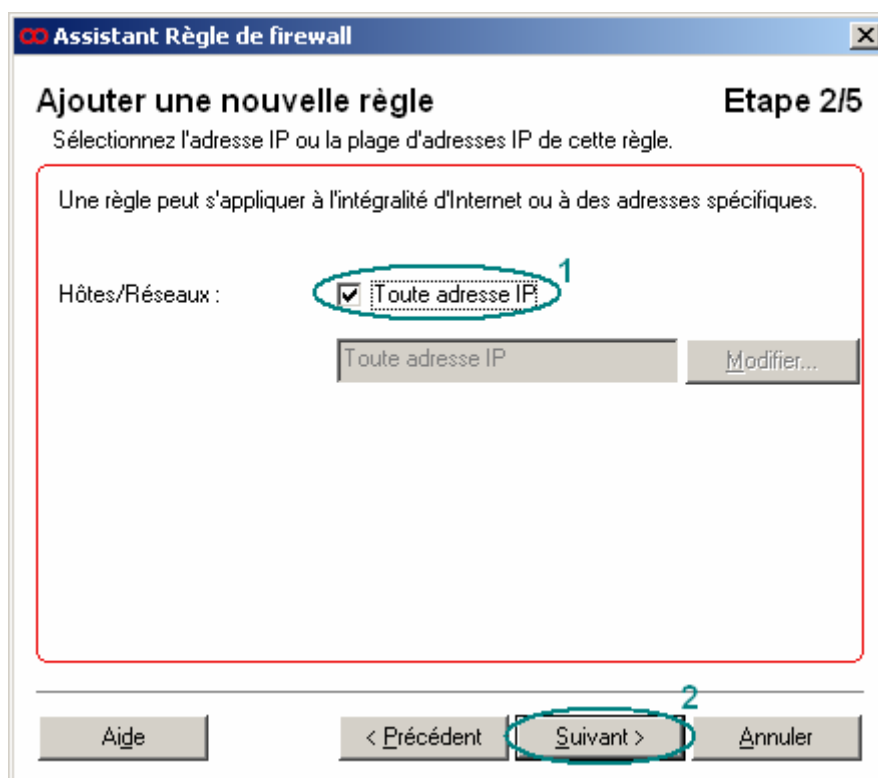 Assistant Règle de firewall
Ajouter une nouvelle règle Etape 2/5
Sélectionnez l'adresse IP ou la plage d'adresses IP de cette règle.
Une règle peut s'appliquer à l'intégralité d'Internet ou à des adresses spécifiques.
1
Hôtes/Réseaux : Toute adresse IP
Toute adresse IP Modifier...
2
Aide < Précédent Suivant > Annuler